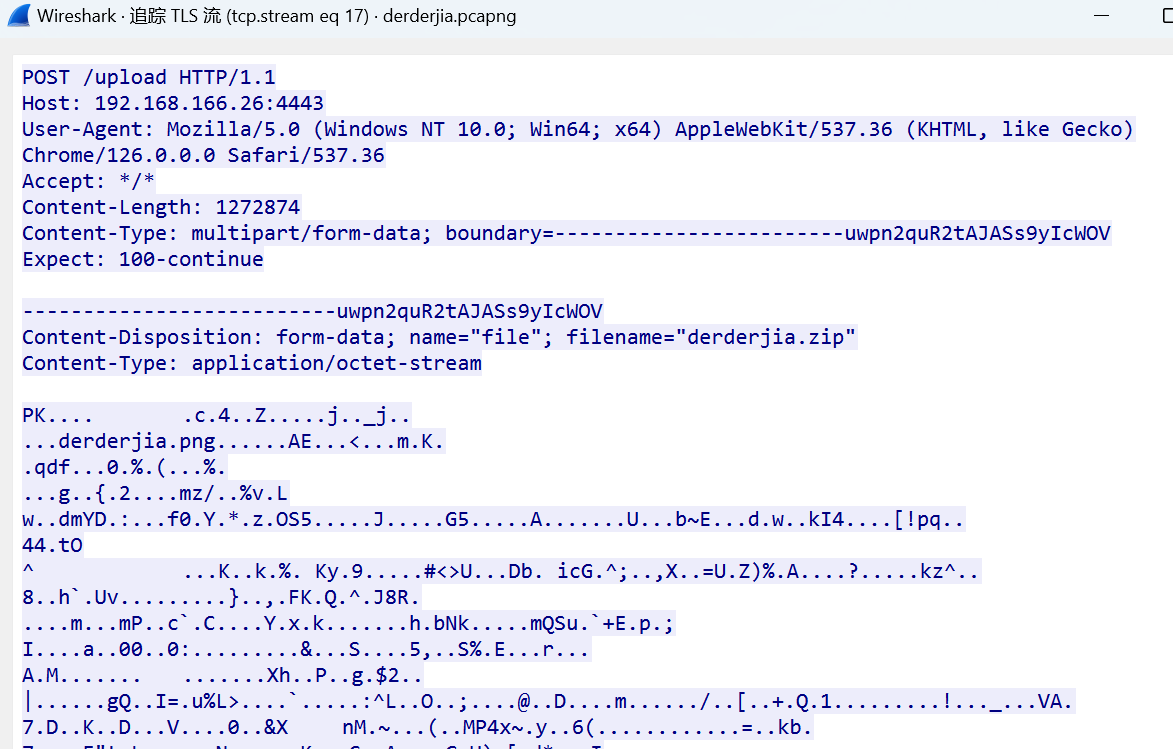 Wireshark · 追踪 TLS 流 (tcp.stream eq 17) · derderjia.pcapng
POST /upload HTTP/1.1
Host: 192.168.166.26:4443
User-Agent: Mozilla/5.0 (Windows NT 10.0; Win64; x64) AppleWebKit/537.36 (KHTML, like Gecko)
Chrome/126.0.0.0 Safari/537.36
Accept: */*
Content-Length: 1272874
Content-Type: multipart/form-data; boundary=------------------------uwpn2quR2tAJASs9yIcWOV
Expect: 100-continue
--------------------------uwpn2quR2tAJASs9yIcWOV
Content-Disposition: form-data; name="file"; filename="derderjia.zip"
Content-Type: application/octet-stream
PK....	.c.4..Z.....j.._j..
...derderjia.png......AE...<...m.K.
.qdf...0.%.(...%.
...g..{.2....mz/..%v.L
w..dmYD.:...f0.Y.*.z.OS5.....J.....G5.....A.......U...b~E...d.w..kI4....[!pq..
44.tO
^	...K..k.%. Ky.9.....#<>U...Db. icG.^;..,X..=U.Z)%.A....?.....kz^..
8..h`.Uv.........}..,.FK.Q.^.J8R.
....m...mP..c`.C....Y.x.k.......h.bNk.....mQSu.`+E.p.;
I....a..00..0:.........&...S....5,..S%.E...r...
A.M.......	.......Xh..P..g.$2..
|......gQ..I=.u%L>....`.....:^L..O..;....@..D....m....../..[..+.Q.1.........!..._...VA.
7.D..K..D...V....0..&X	nM.~...(..MP4x~.y..6(............=..kb.